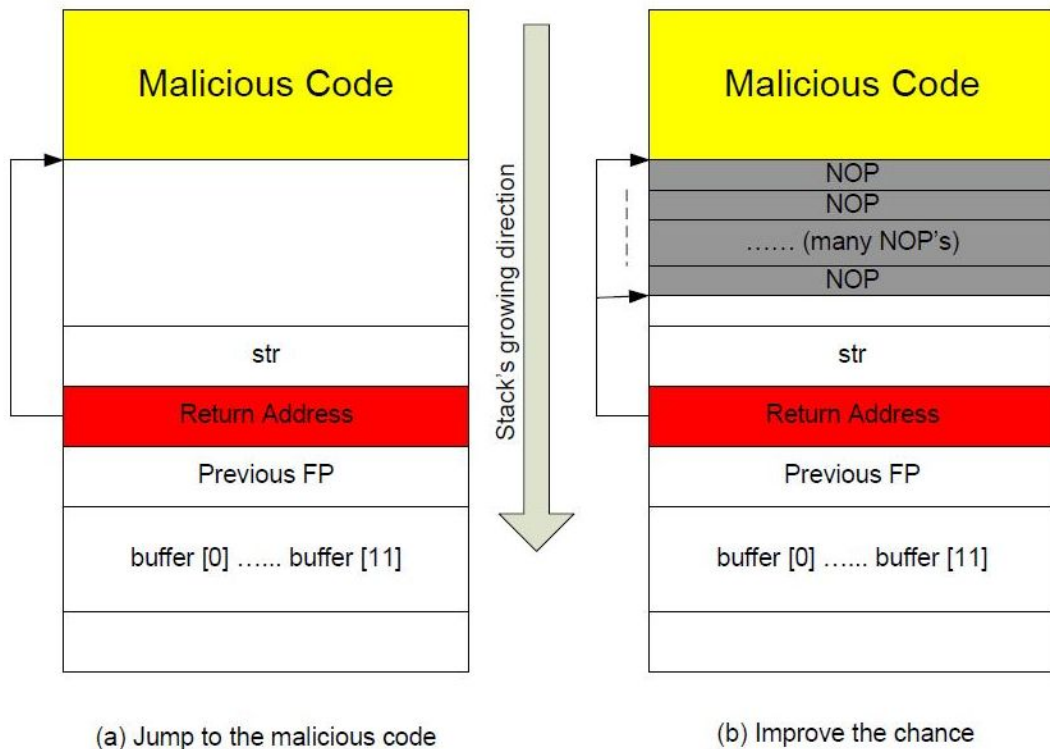 Malicious Code
str
Return Address
Previous FP
buffer [0] …... buffer [11]
(a) Jump to the malicious code
Stack's growing direction
Malicious Code
NOP
NOP
…… (many NOP's)
NOP
str
Return Address
Previous FP
buffer [0] …... buffer [11]
(b) Improve the chance